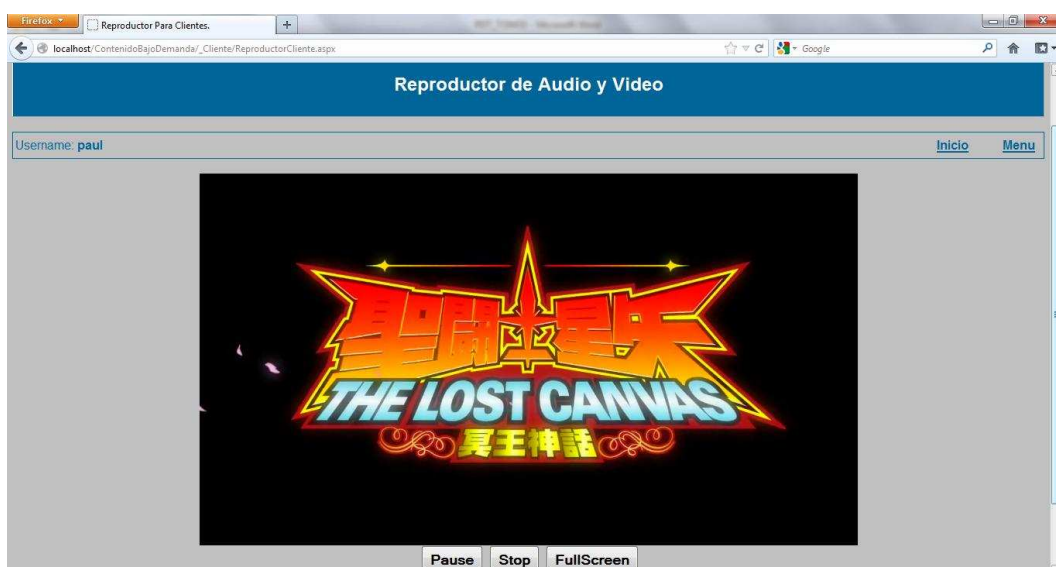 Firefox
Reproductor Para Clientes.
+
localhost/ContenidoBajoDemanda/_Cliente/ReproductorCliente.aspx
Google
Reproductor de Audio y Video
Username: paul
Inicio Menu
聖闘士星矢
THE LOST CANVAS
冥王神話
Pause Stop FullScreen